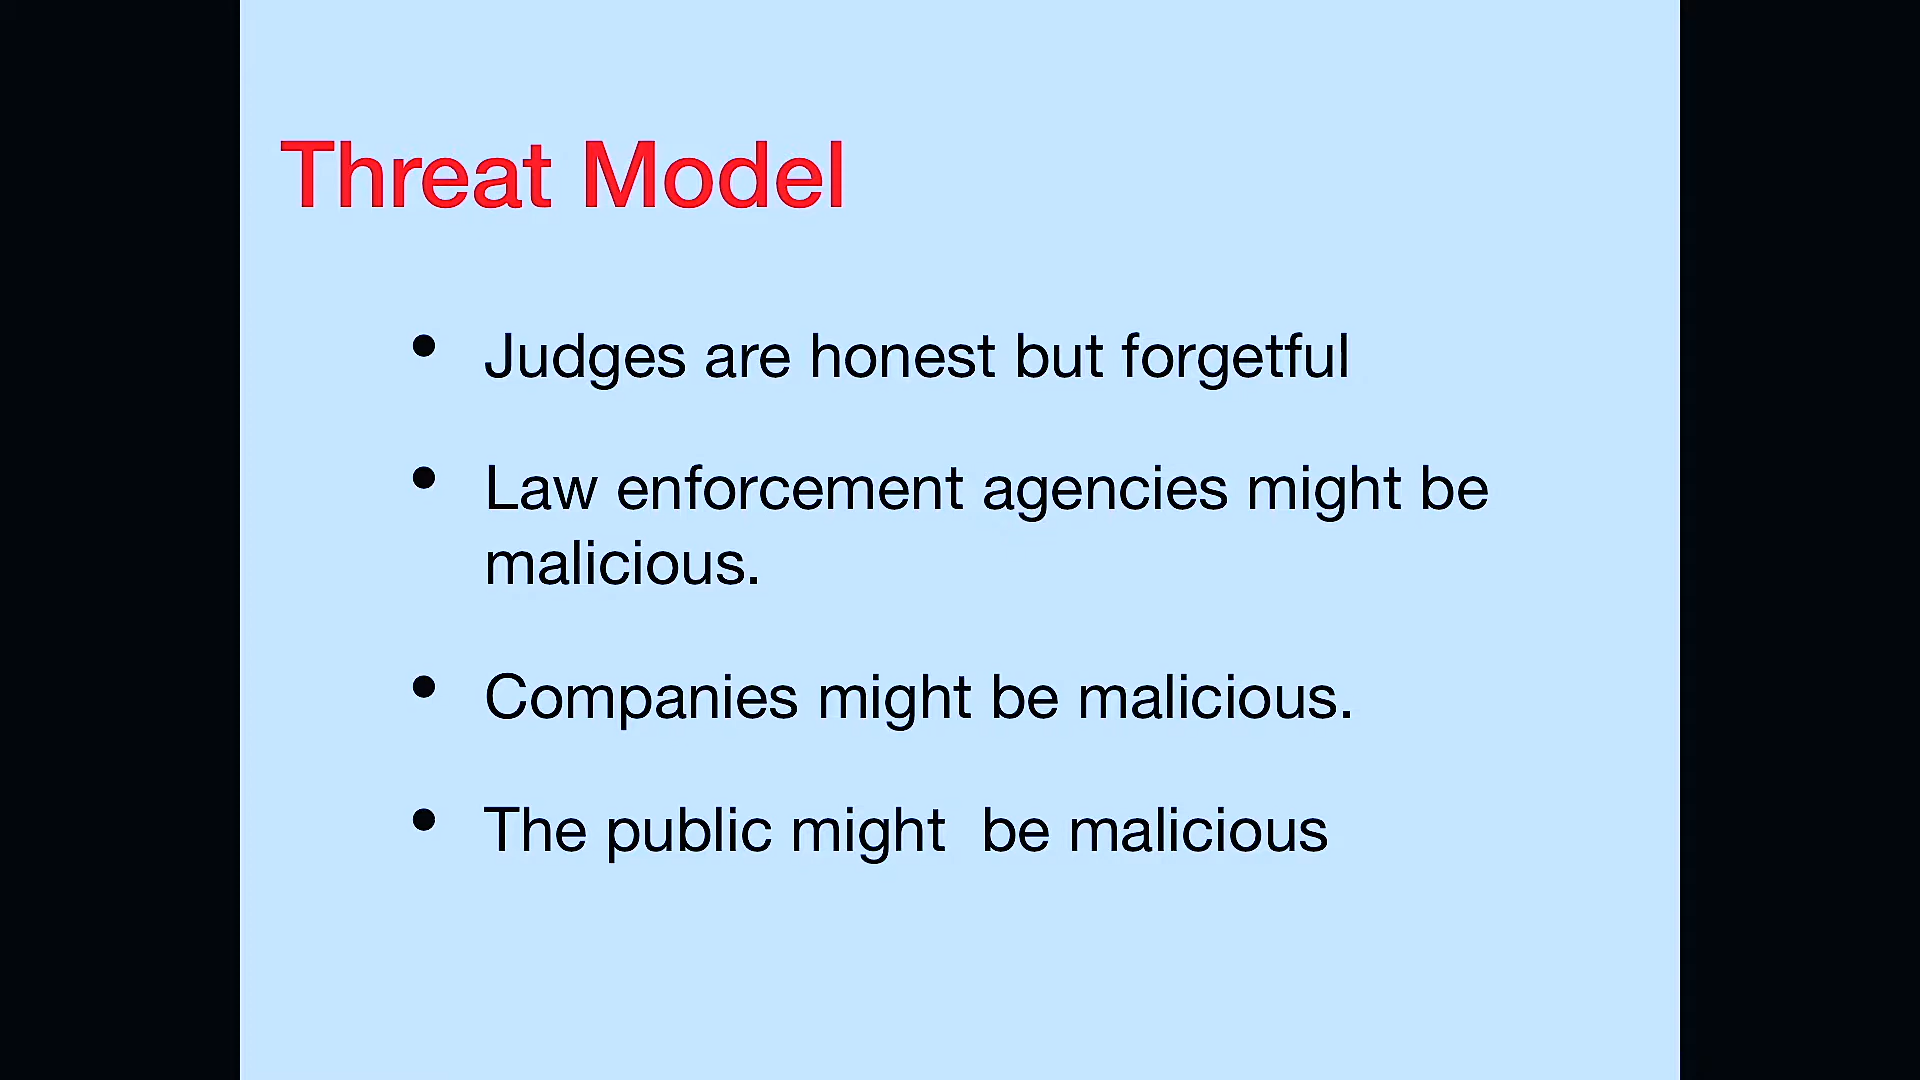 Threat Model
• Judges are honest but forgetful
• Law enforcement agencies might be
malicious.
• Companies might be malicious.
• The public might  be malicious